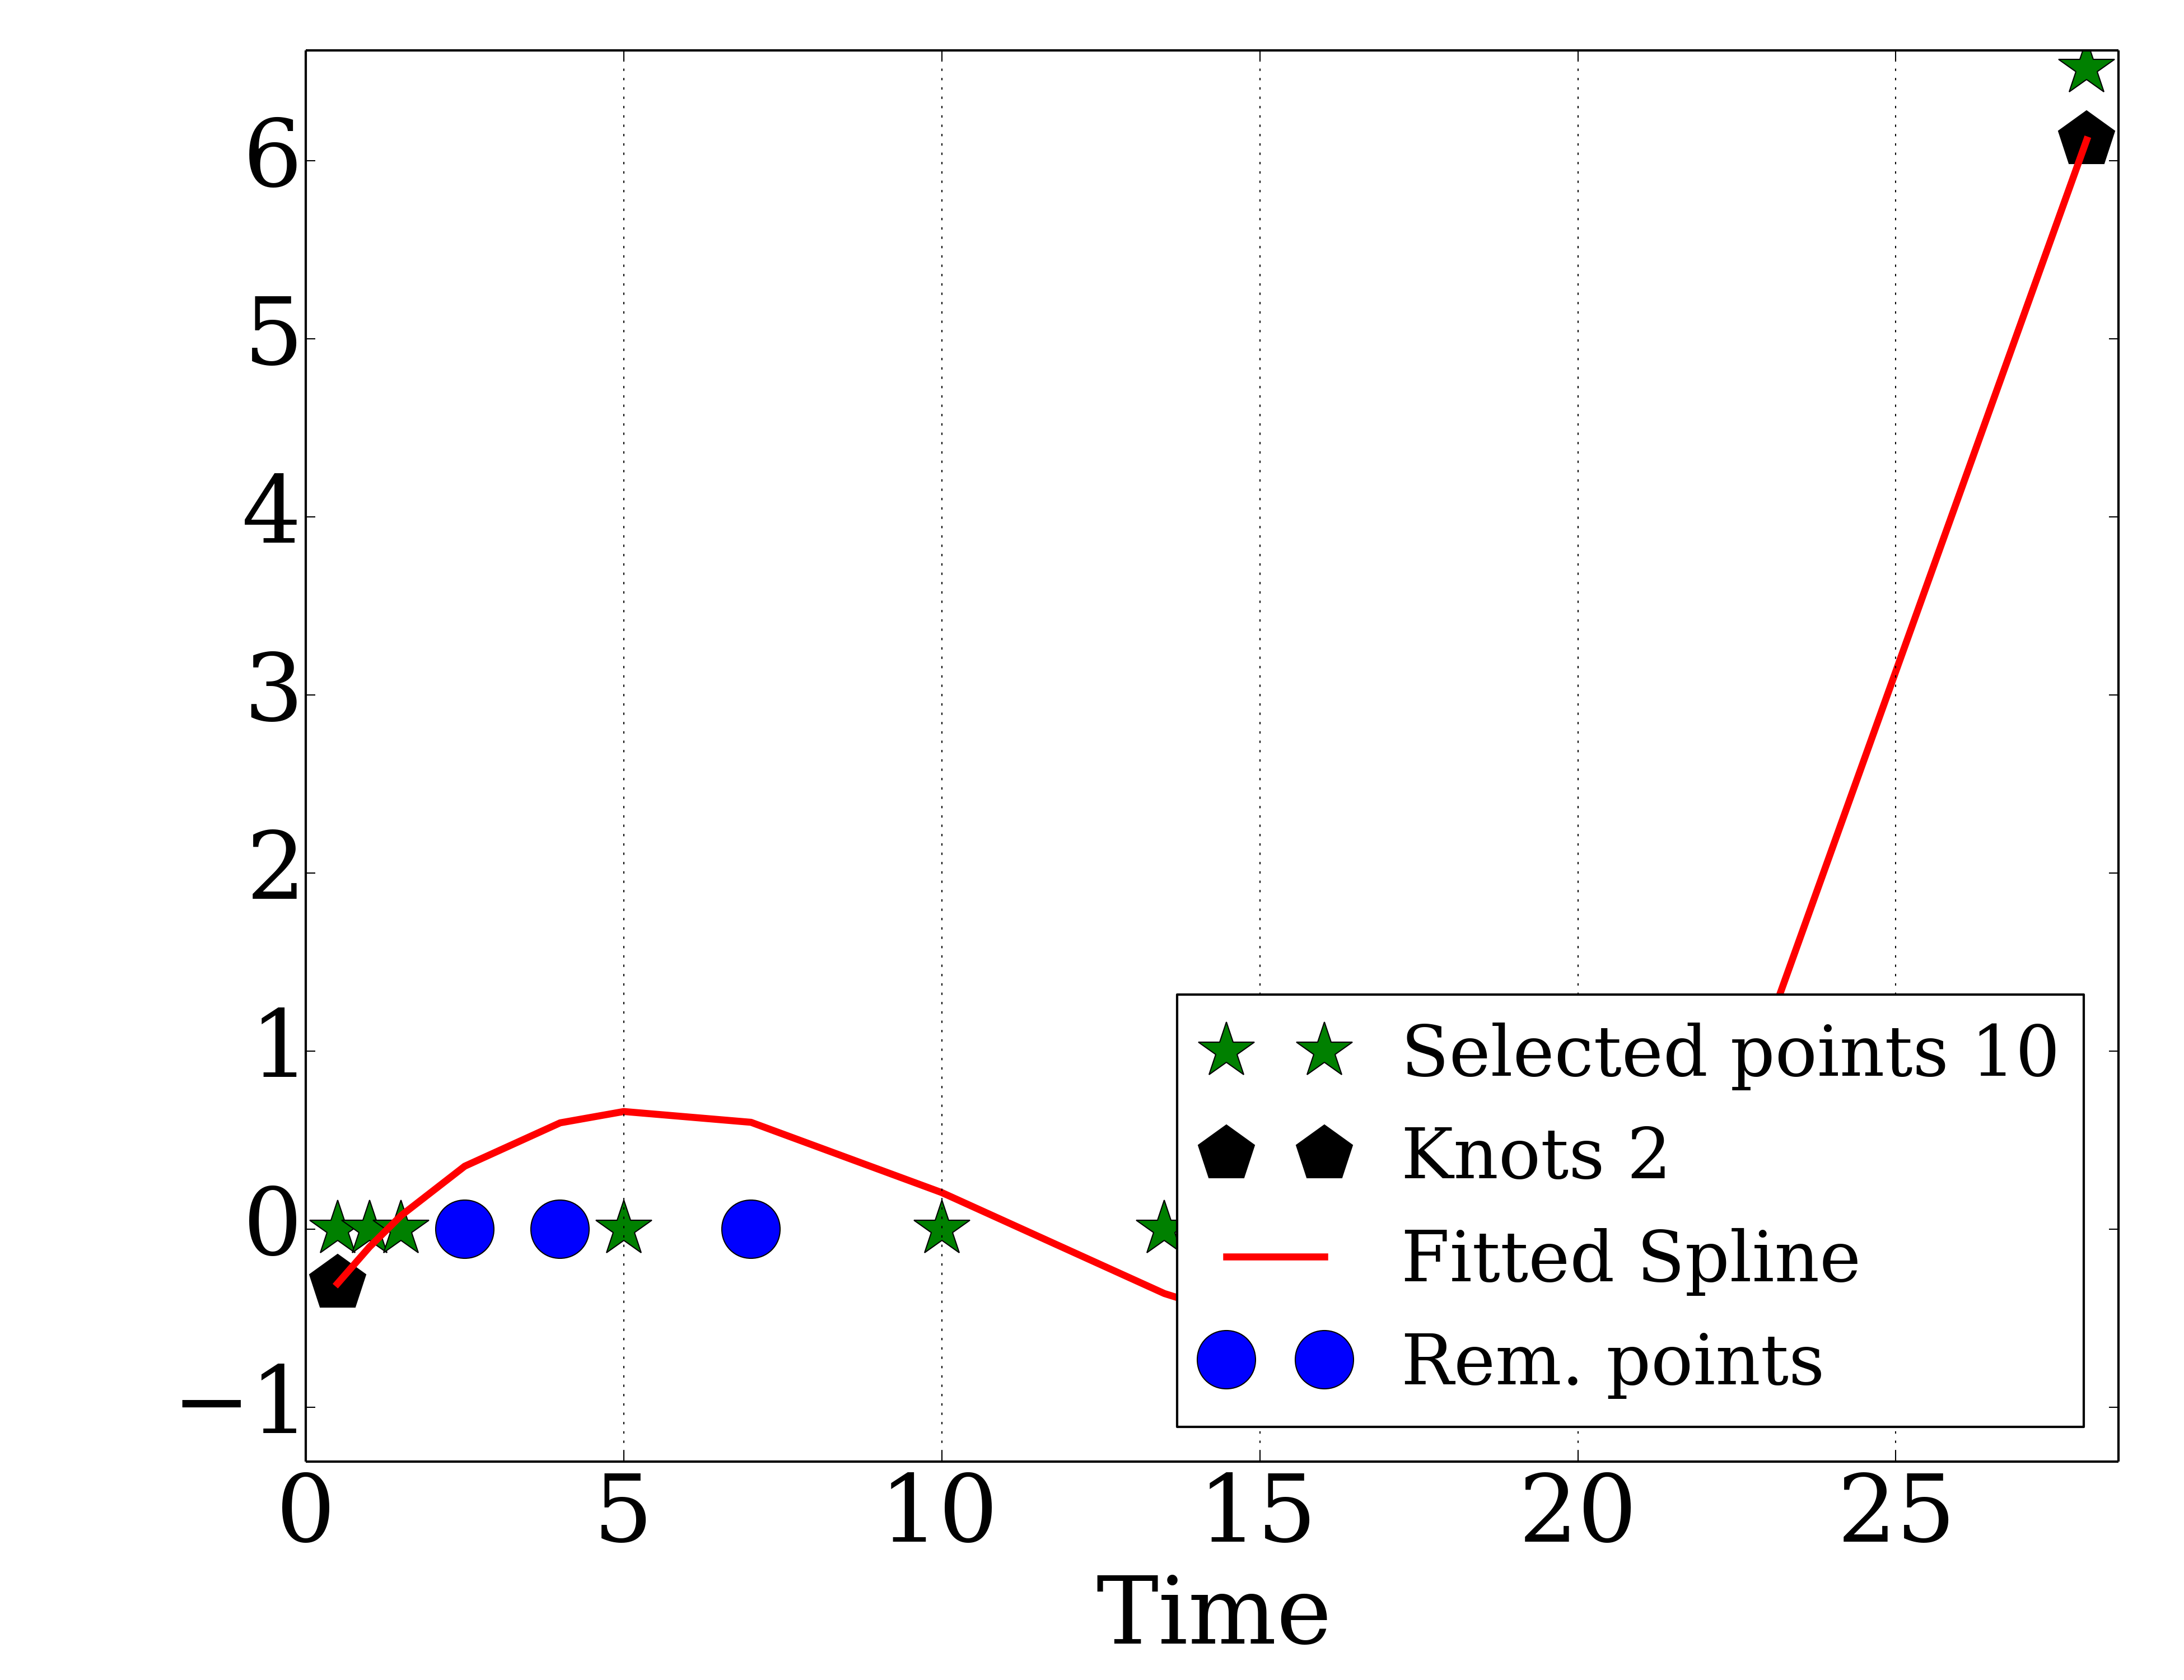 6
5
4
3
2
1
0
−1
Selected points 10
Knots 2
Fitted Spline
Rem. points
0 5 10 15 20 25
Time